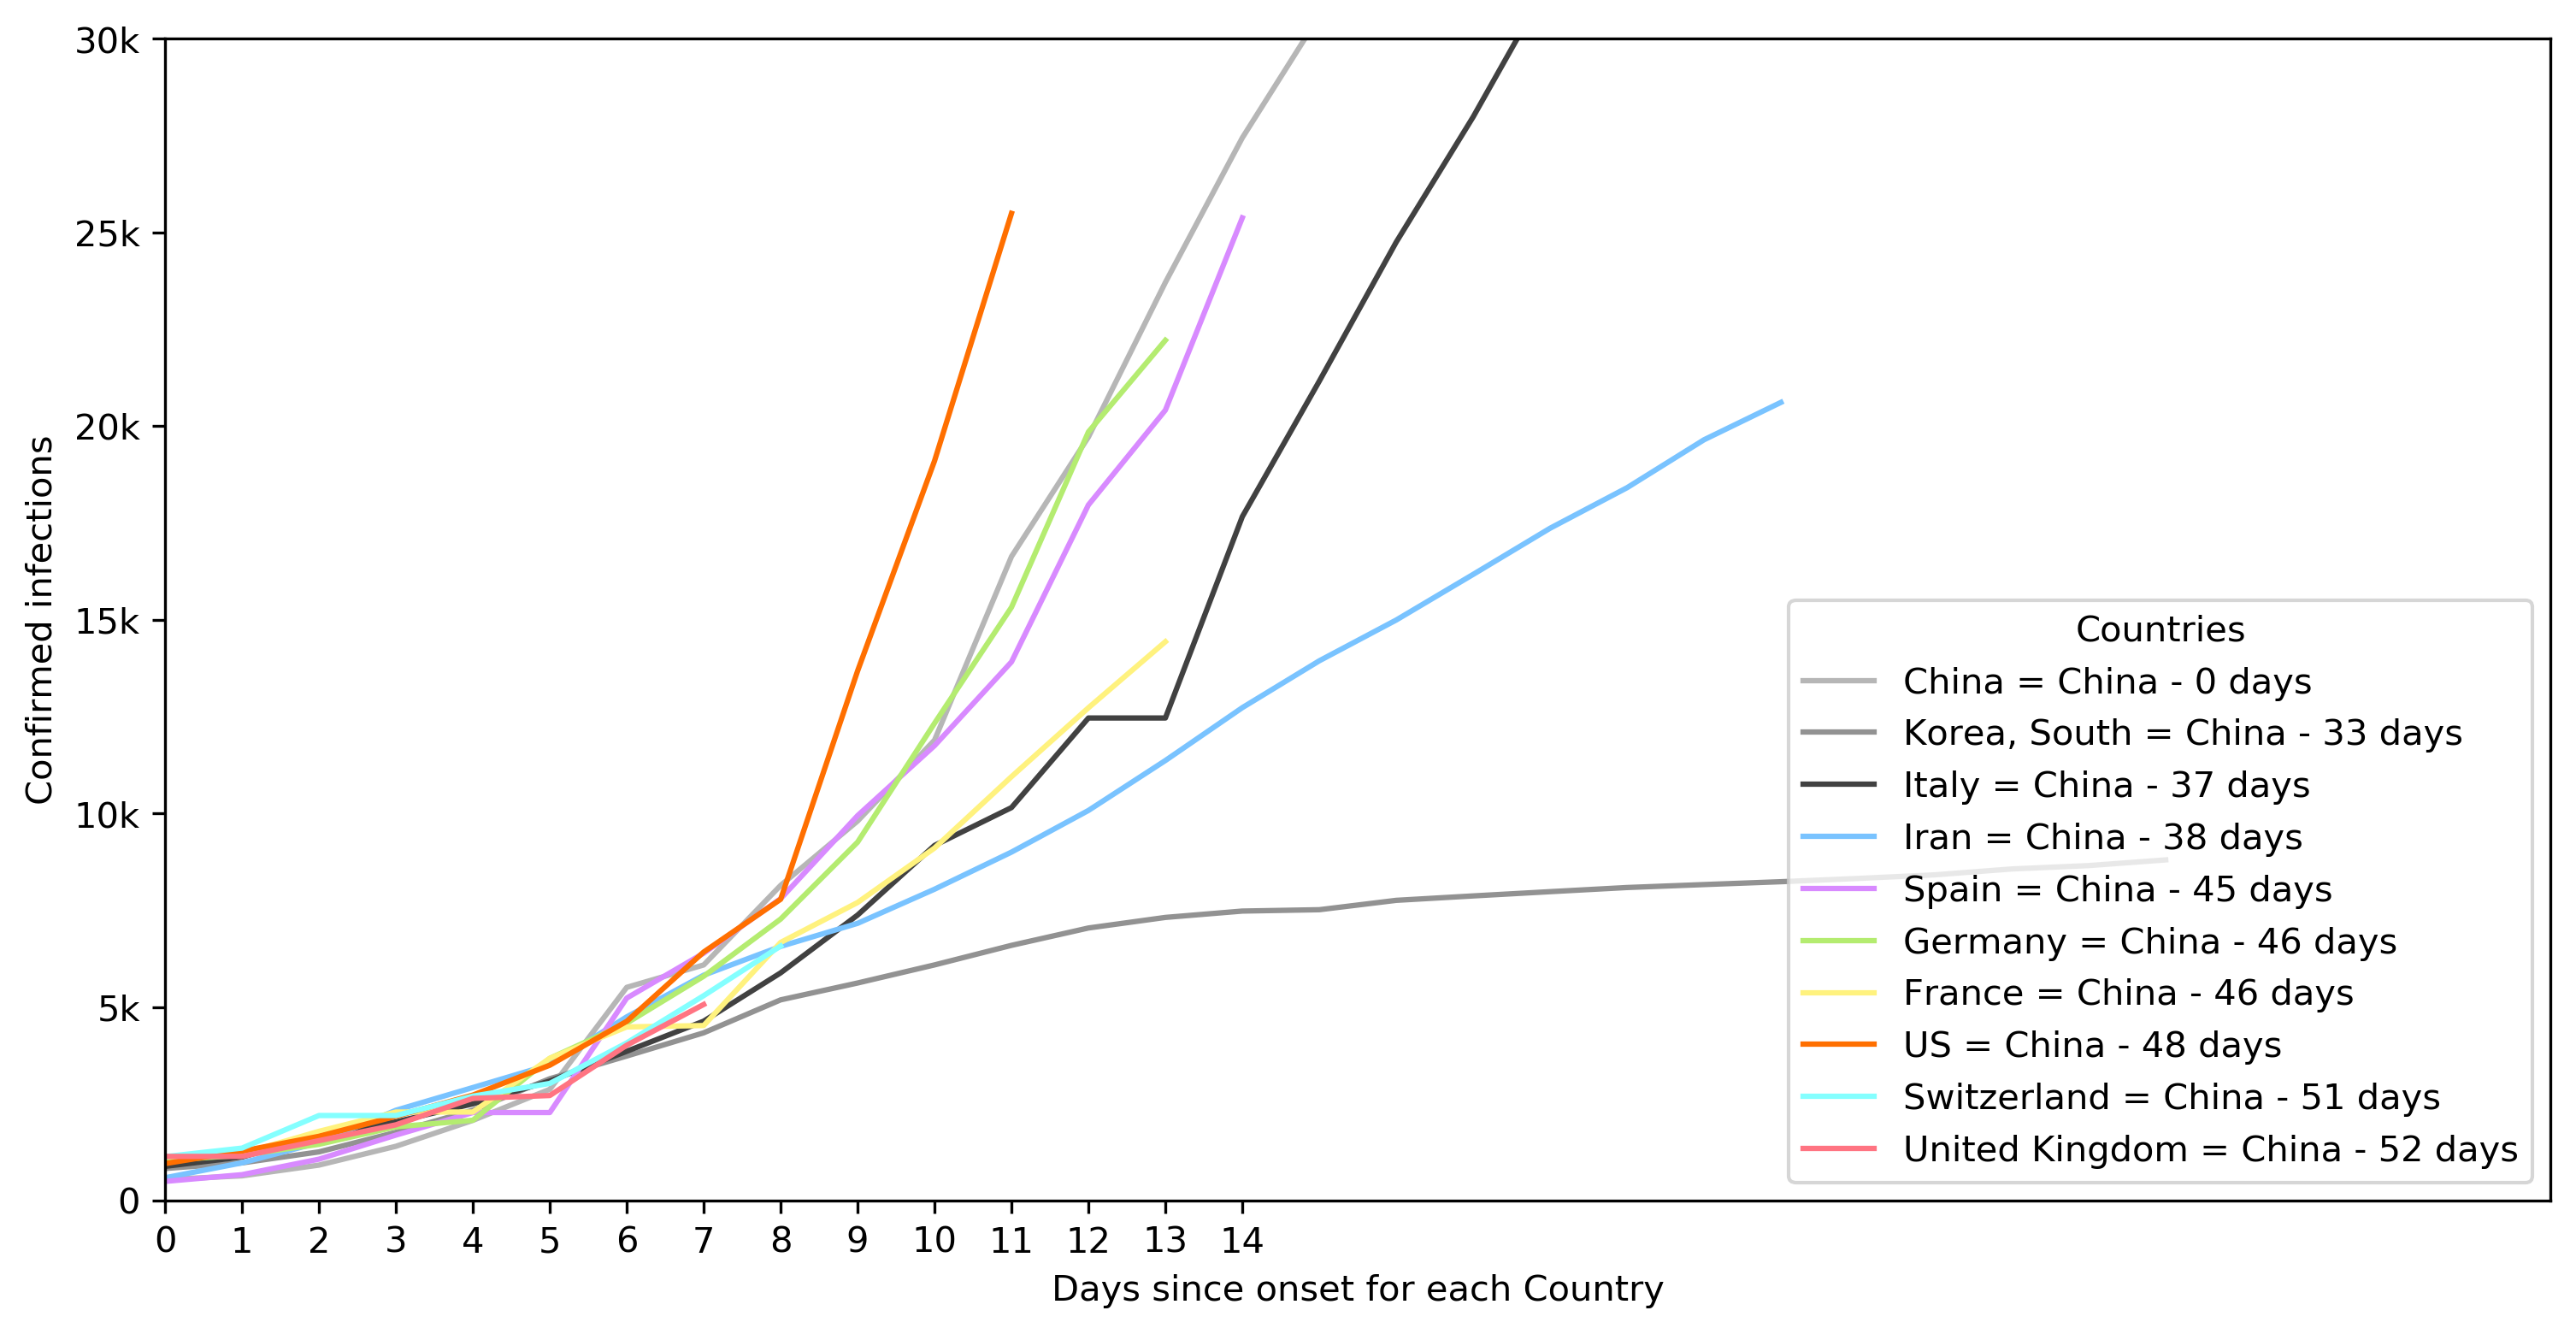 30k
25k
20k
15k
10k
5k
0
Confirmed infections
0 1 2 3 4 5 6 7 8 9 10 11 12 13 14
Days since onset for each Country
Countries
China = China - 0 days
Korea, South = China - 33 days
Italy = China - 37 days
Iran = China - 38 days
Spain = China - 45 days
Germany = China - 46 days
France = China - 46 days
US = China - 48 days
Switzerland = China - 51 days
United Kingdom = China - 52 days